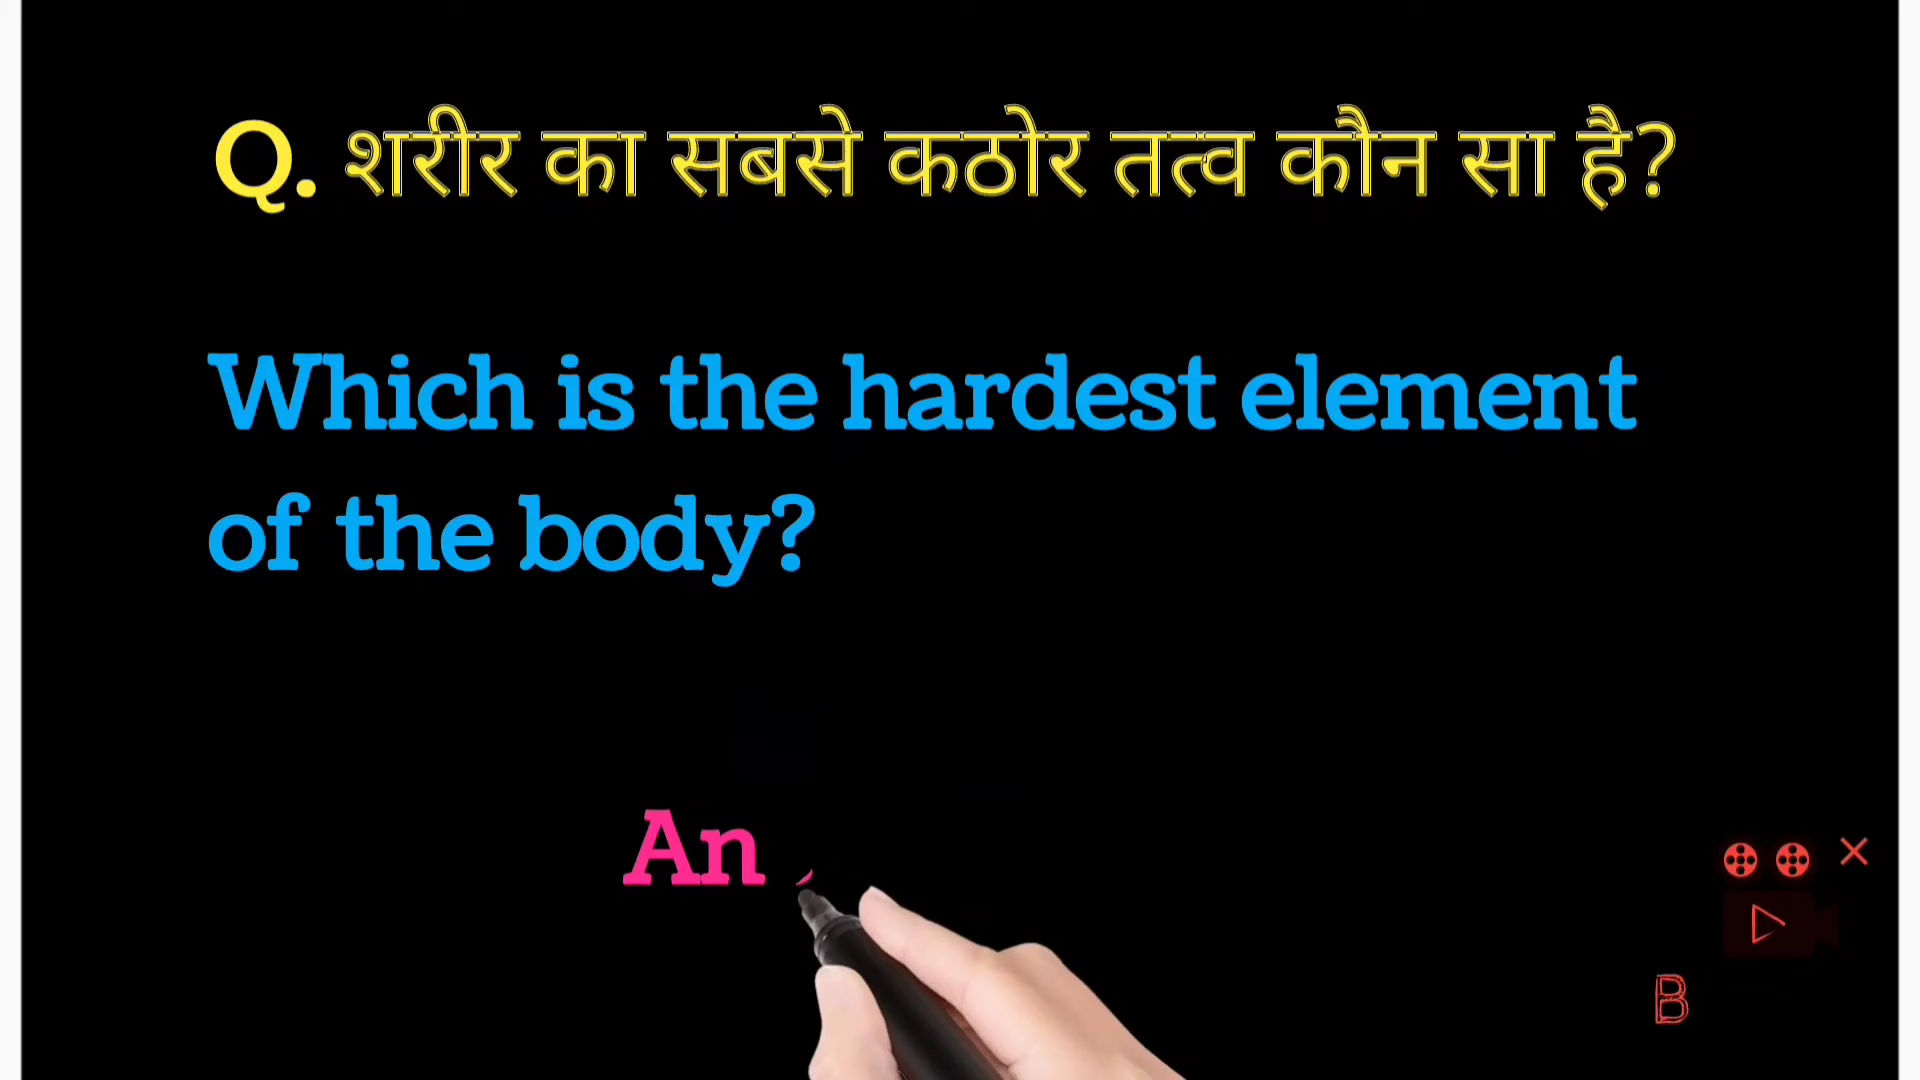 Q. शरीर का सबसे कठोर तत्व कौन सा है?
Which is the hardest element
of the body?
An
B